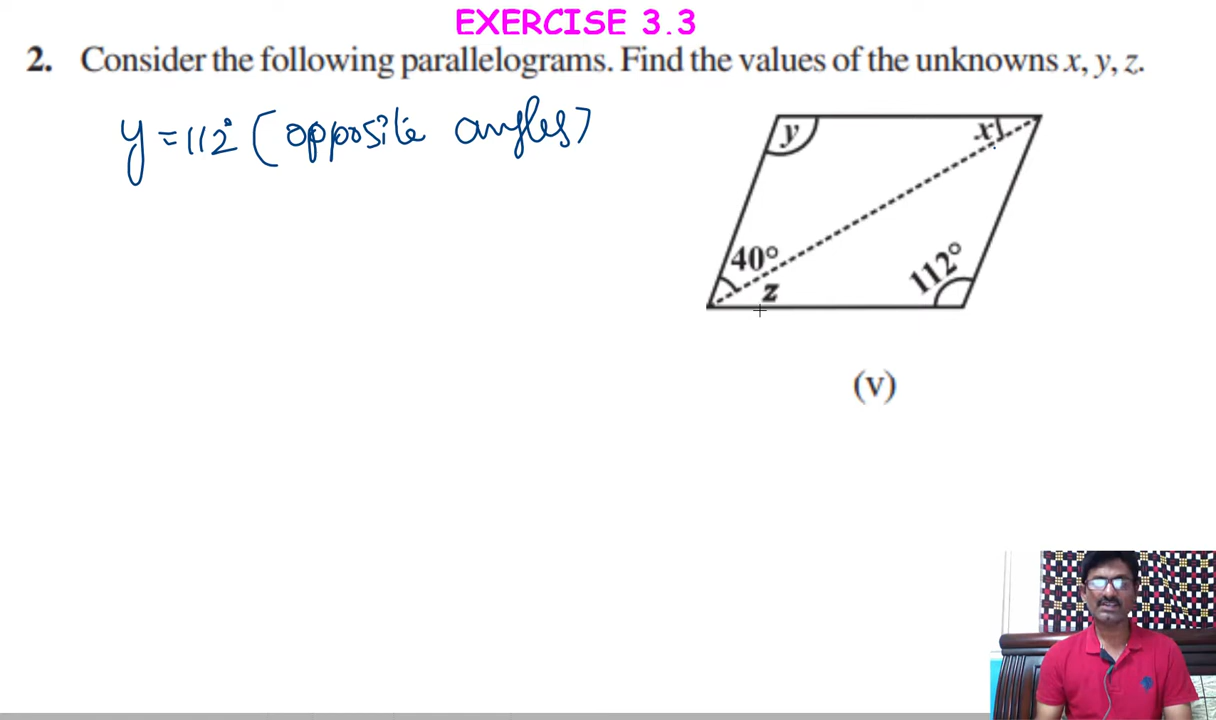 EXERCISE 3.3
2. Consider the following parallelograms. Find the values of the unknowns x, y, z.
y = 112° (opposite angles)
y
x
40°
z
112°
(v)